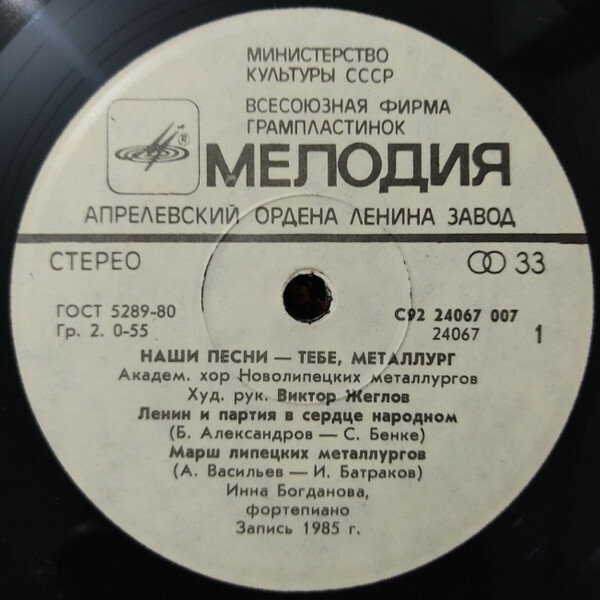 МИНИСТЕРСТВО
КУЛЬТУРЫ СССР
ВСЕСОЮЗНАЯ ФИРМА
ГРАМПЛАСТИНОК
®
МЕЛОДИЯ
АПРЕЛЕВСКИЙ ОРДЕНА ЛЕНИНА ЗАВОД
СТЕРЕО 33
ГОСТ 5289-80 С92 24067 007
Гр. 2. 0-55 24067 1
НАШИ ПЕСНИ — ТЕБЕ, МЕТАЛЛУРГ
Академ. хор Новолипецких металлургов
Худ. рук. Виктор Жеглов
Ленин и партия в сердце народном
(Б. Александров — С. Бенке)
Марш липецких металлургов
(А. Васильев — И. Батраков)
Инна Богданова,
фортепиано
Запись 1985 г.